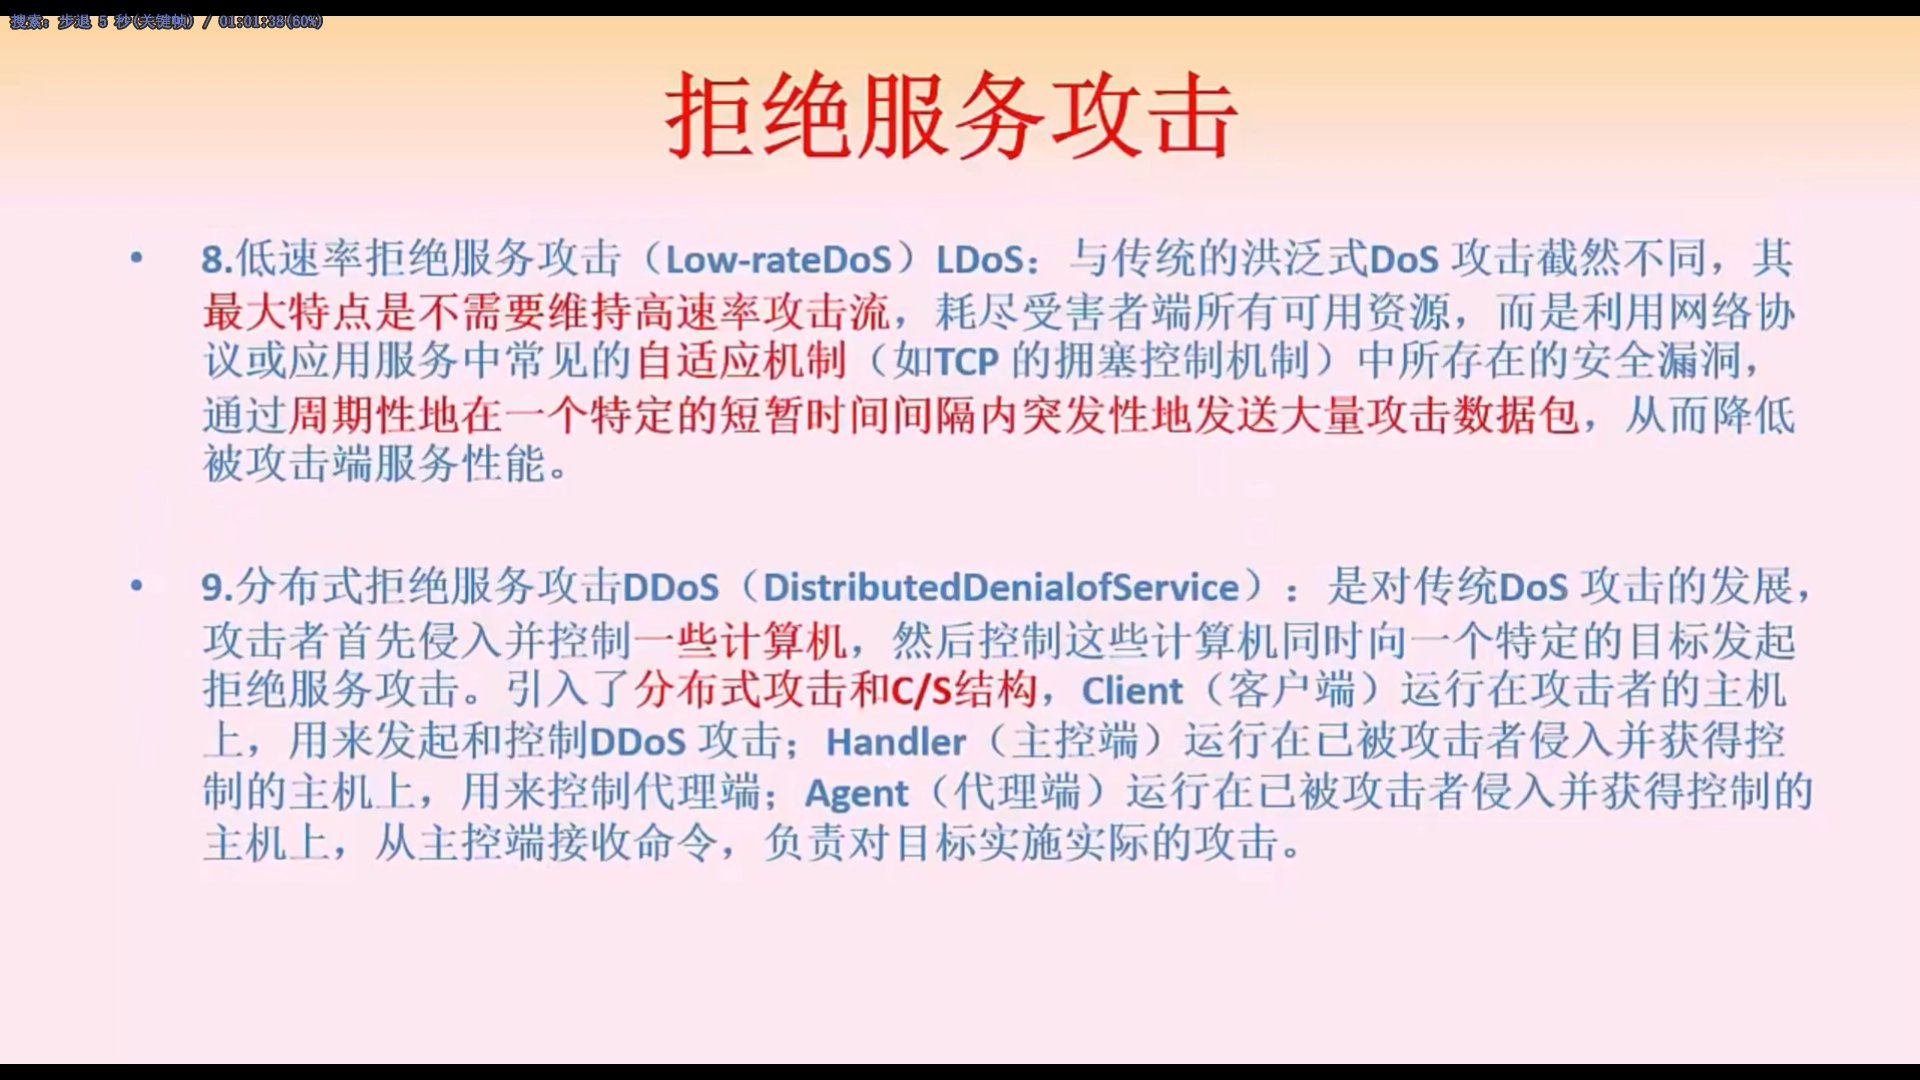 搜索: 步退 5 秒(关键帧) / 01:01:38(60%)
拒绝服务攻击
• 8.低速率拒绝服务攻击（Low-rateDoS）LDoS：与传统的洪泛式DoS 攻击截然不同，其
最大特点是不需要维持高速率攻击流，耗尽受害者端所有可用资源，而是利用网络协
议或应用服务中常见的自适应机制（如TCP 的拥塞控制机制）中所存在的安全漏洞，
通过周期性地在一个特定的短暂时间间隔内突发性地发送大量攻击数据包，从而降低
被攻击端服务性能。
• 9.分布式拒绝服务攻击DDoS（DistributedDenialofService）：是对传统DoS 攻击的发展，
攻击者首先侵入并控制一些计算机，然后控制这些计算机同时向一个特定的目标发起
拒绝服务攻击。引入了分布式攻击和C/S结构，Client（客户端）运行在攻击者的主机
上，用来发起和控制DDoS 攻击；Handler（主控端）运行在已被攻击者侵入并获得控
制的主机上，用来控制代理端；Agent（代理端）运行在已被攻击者侵入并获得控制的
主机上，从主控端接收命令，负责对目标实施实际的攻击。